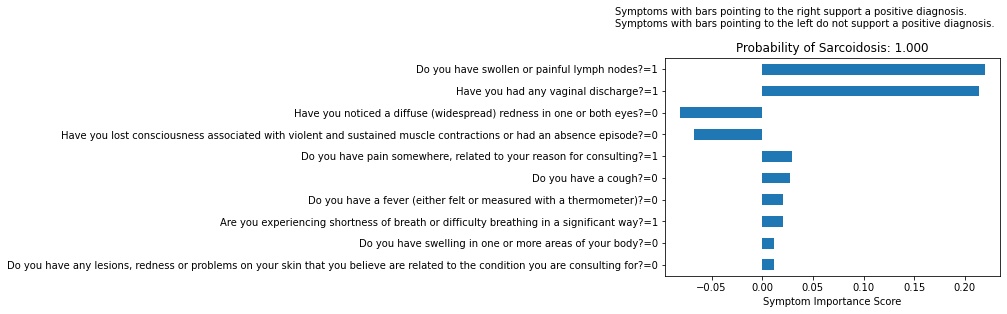 Symptoms with bars pointing to the right support a positive diagnosis.
Symptoms with bars pointing to the left do not support a positive diagnosis.
Probability of Sarcoidosis: 1.000
Do you have swollen or painful lymph nodes?=1
Have you had any vaginal discharge?=1
Have you noticed a diffuse (widespread) redness in one or both eyes?=0
Have you lost consciousness associated with violent and sustained muscle contractions or had an absence episode?=0
Do you have pain somewhere, related to your reason for consulting?=1
Do you have a cough?=0
Do you have a fever (either felt or measured with a thermometer)?=0
Are you experiencing shortness of breath or difficulty breathing in a significant way?=1
Do you have swelling in one or more areas of your body?=0
Do you have any lesions, redness or problems on your skin that you believe are related to the condition you are consulting for?=0
−0.05 0.00 0.05 0.10 0.15 0.20
Symptom Importance Score